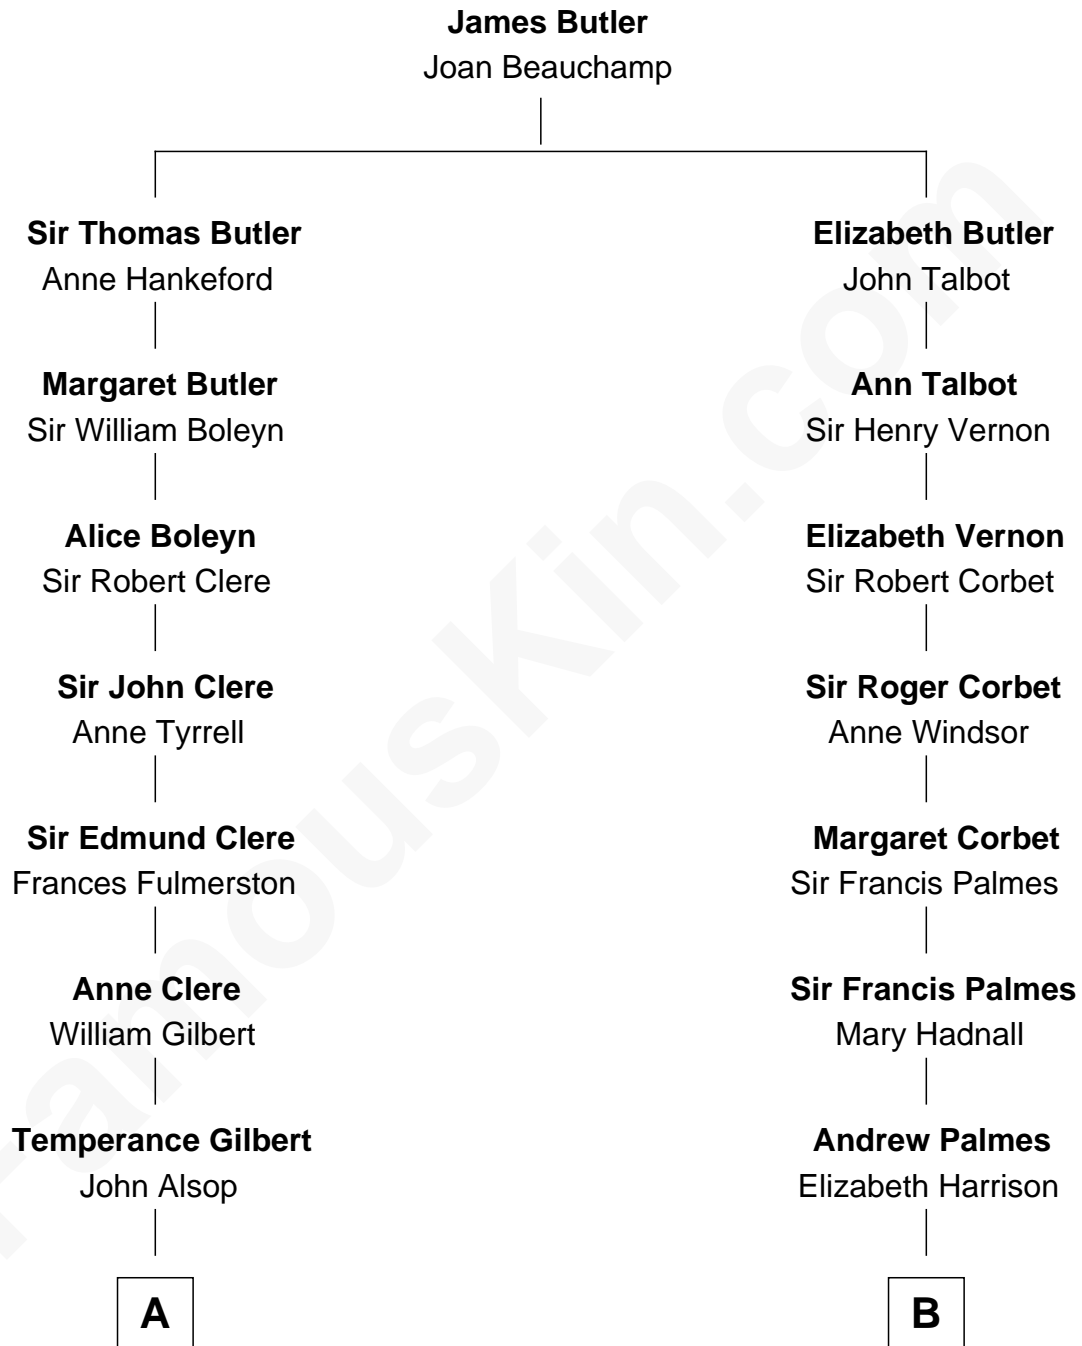 James Butler
Joan Beauchamp
Sir Thomas Butler
Anne Hankeford
Elizabeth Butler
John Talbot
Margaret Butler
Sir William Boleyn
Ann Talbot
Sir Henry Vernon
Alice Boleyn
Sir Robert Clere
Elizabeth Vernon
Sir Robert Corbet
Sir John Clere
Anne Tyrrell
Sir Roger Corbet
Anne Windsor
Sir Edmund Clere
Frances Fulmerston
Margaret Corbet
Sir Francis Palmes
Anne Clere
William Gilbert
Sir Francis Palmes
Mary Hadnall
Temperance Gilbert
John Alsop
Andrew Palmes
Elizabeth Harrison
A
B
FamousKin.com